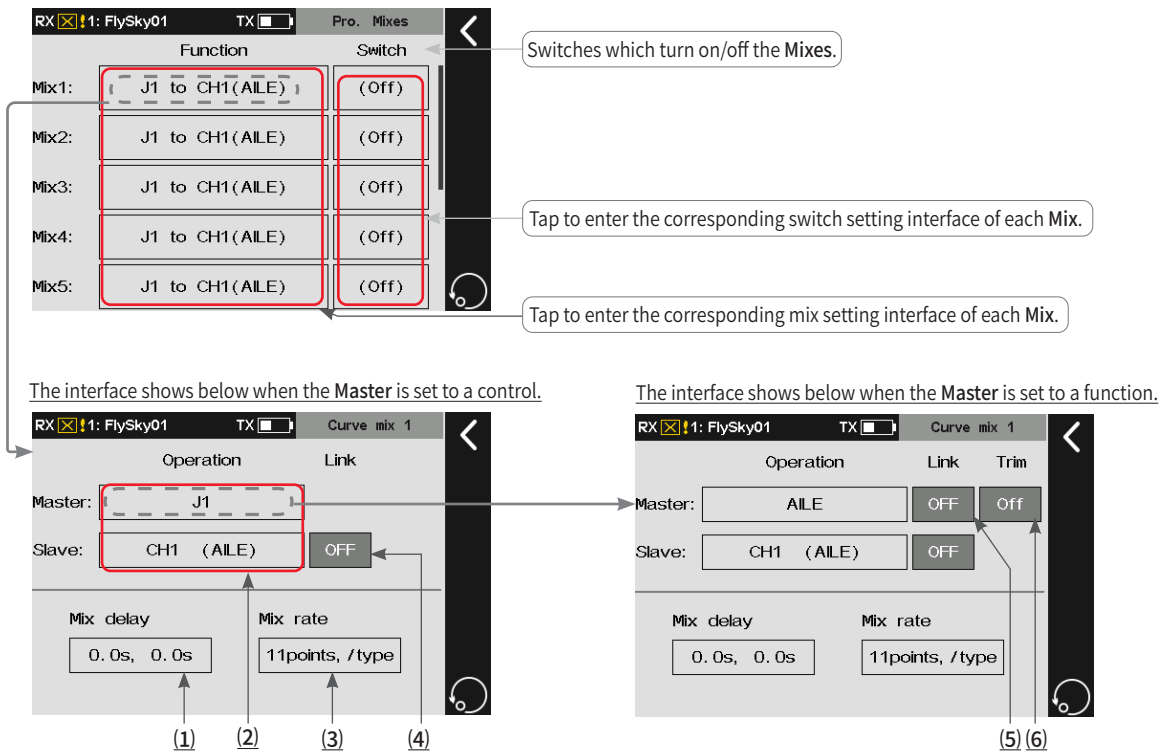 RX !1: FlySky01 TX Pro. Mixes
Function Switch
Switches which turn on/off the Mixes.
Mix1: J1 to CH1(AILE) (Off)
Mix2: J1 to CH1(AILE) (Off)
Mix3: J1 to CH1(AILE) (Off)
Tap to enter the corresponding switch setting interface of each Mix.
Mix4: J1 to CH1(AILE) (Off)
Mix5: J1 to CH1(AILE) (Off)
Tap to enter the corresponding mix setting interface of each Mix.
The interface shows below when the Master is set to a control.
RX !1: FlySky01 TX Curve mix 1
Operation Link
Master: J1
Slave: CH1 (AILE) OFF
Mix delay Mix rate
0.0s, 0.0s 11points, /type
(1) (2) (3) (4)
The interface shows below when the Master is set to a function.
RX !1: FlySky01 TX Curve mix 1
Operation Link Trim
Master: AILE OFF Off
Slave: CH1 (AILE) OFF
Mix delay Mix rate
0.0s, 0.0s 11points, /type
(5) (6)